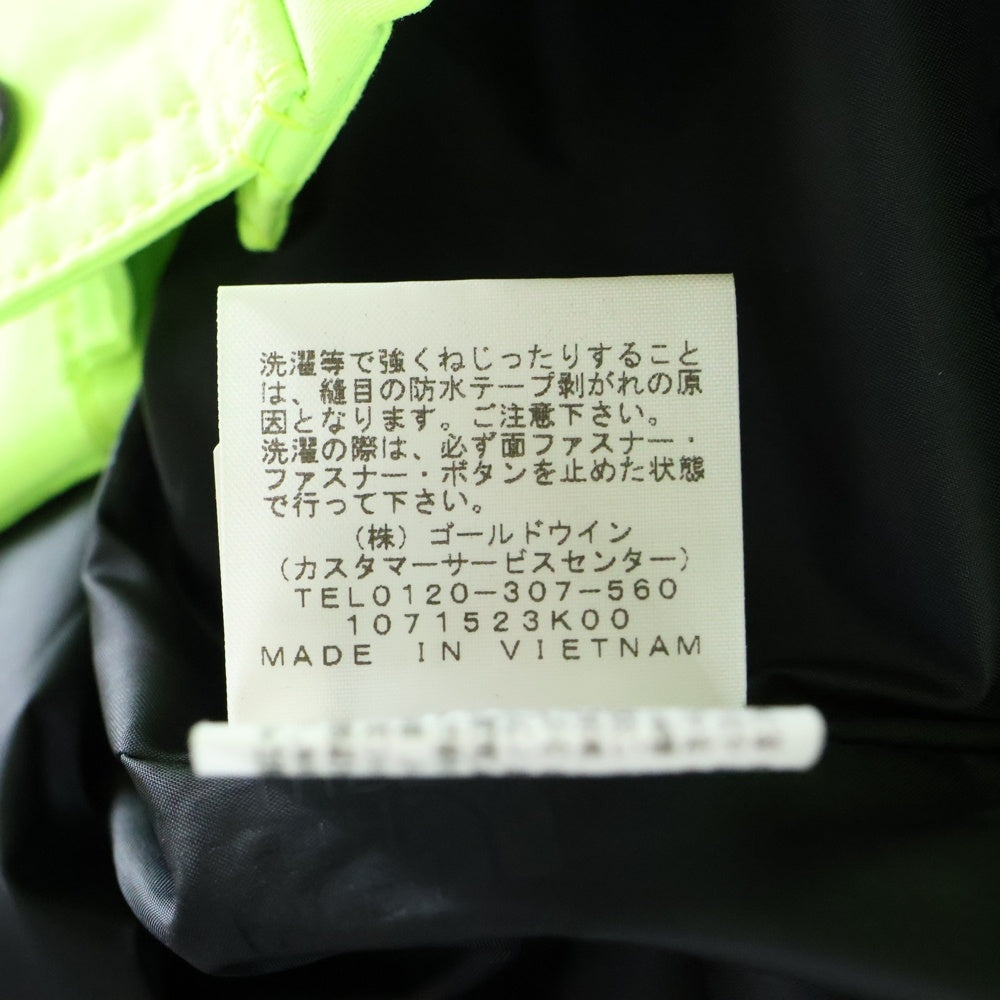 洗濯等で強くねじったりすること
は、縫目の防水テープ剥がれの原
因となります。ご注意下さい。
洗濯の際は、必ず面ファスナー・
ファスナー・ボタンを止めた状態
で行って下さい。
(株)ゴールドウイン
(カスタマーサービスセンター)
TEL0120-307-560
1071523K00
MADE IN VIETNAM